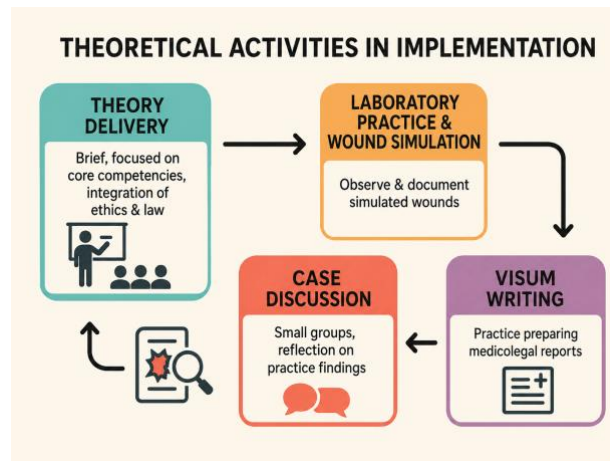 THEORETICAL ACTIVITIES IN IMPLEMENTATION
THEORY
DELIVERY
Brief, focused on
core competencies,
integration of
ethics & law
LABORATORY
PRACTICE &
WOUND SIMULATION
Observe & document
simulated wounds
VISUM
WRITING
Practice preparing
medicolegal reports
CASE
DISCUSSION
Small groups,
reflection on
practice findings